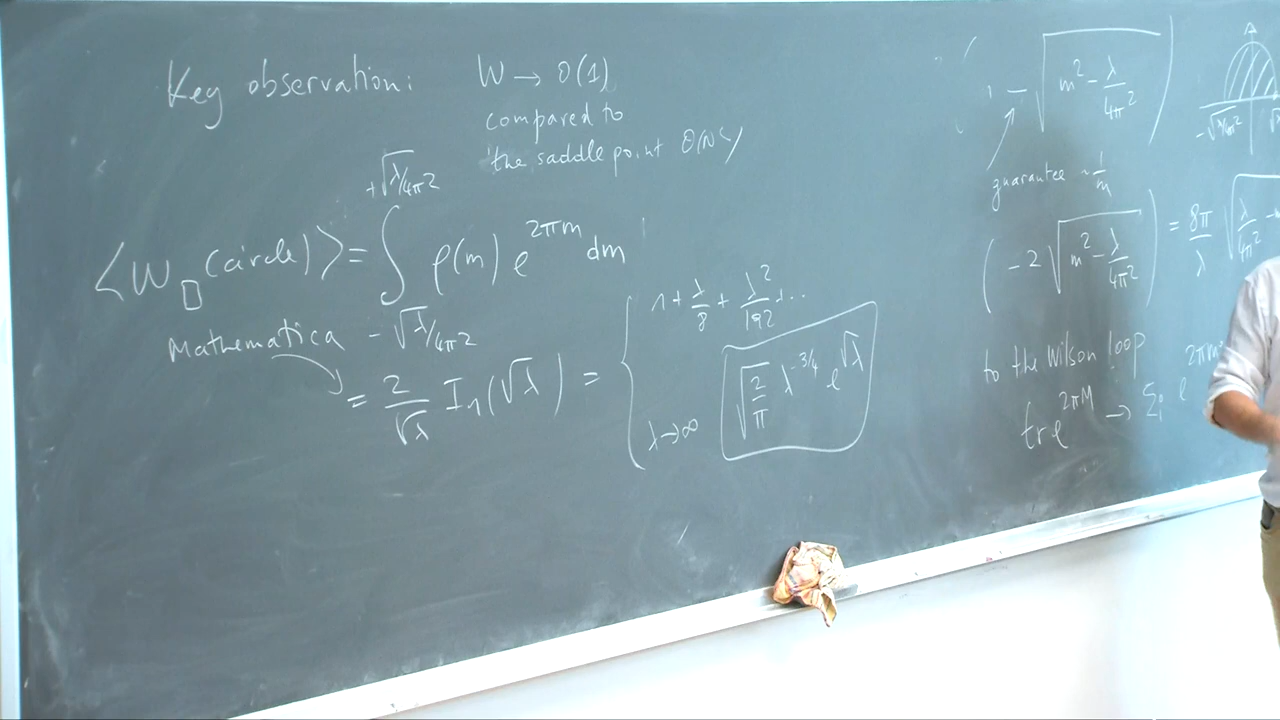 Key observation: W → O(1)
compared to
the saddle point O(N²)
⟨W□(circle)⟩ = ∫_{-√λ/4π²}^{+√λ/4π²} ρ(m) e^{2πm} dm
Mathematica
= 2/√λ I₁(√λ) = { 1 + λ/8 + λ²/192 + ...
λ→∞ √(2/π) λ^{-3/4} e^{√λ}
- √(m² - λ/4π²) )
guarantee ~ 1/m
( - 2 √(m² - λ/4π²) ) = 8π/λ √(λ/4π² -
to the Wilson loop
tr e^{2πM} → Σᵢ e^{2πm